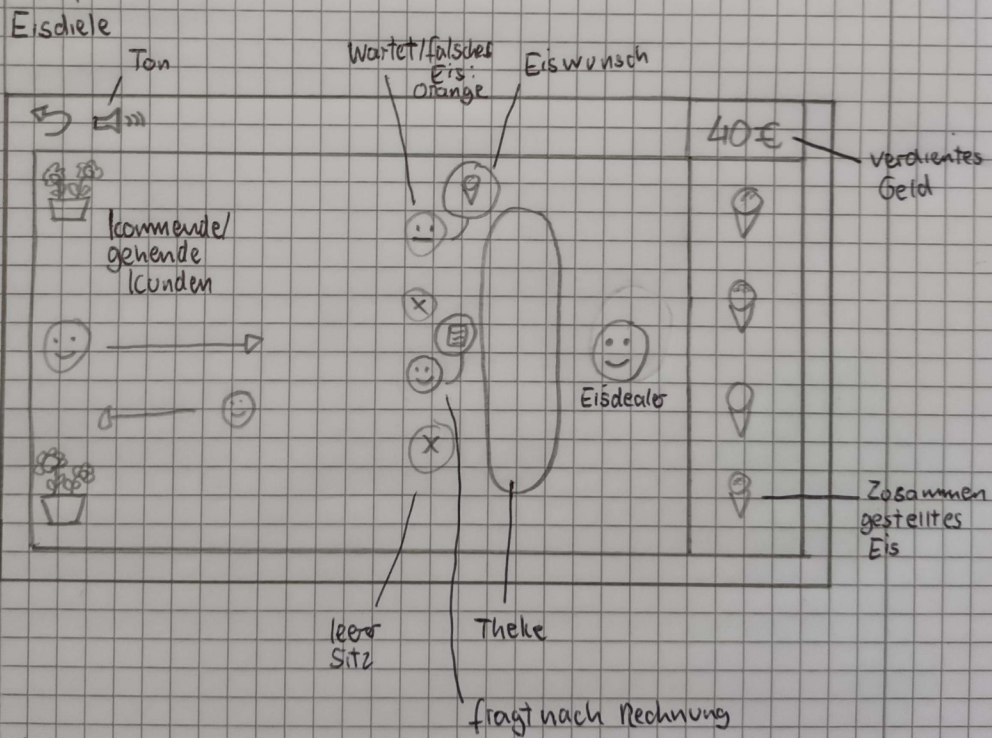 Eisdiele
Ton
Wartet/falsches
Eis:
Orange
Eiswunsch
40€
verdientes
Geld
kommende/
gehende
Kunden
Eisdealer
Zusammen
gestelltes
Eis
leerer
Sitz
Theke
fragt nach Rechnung